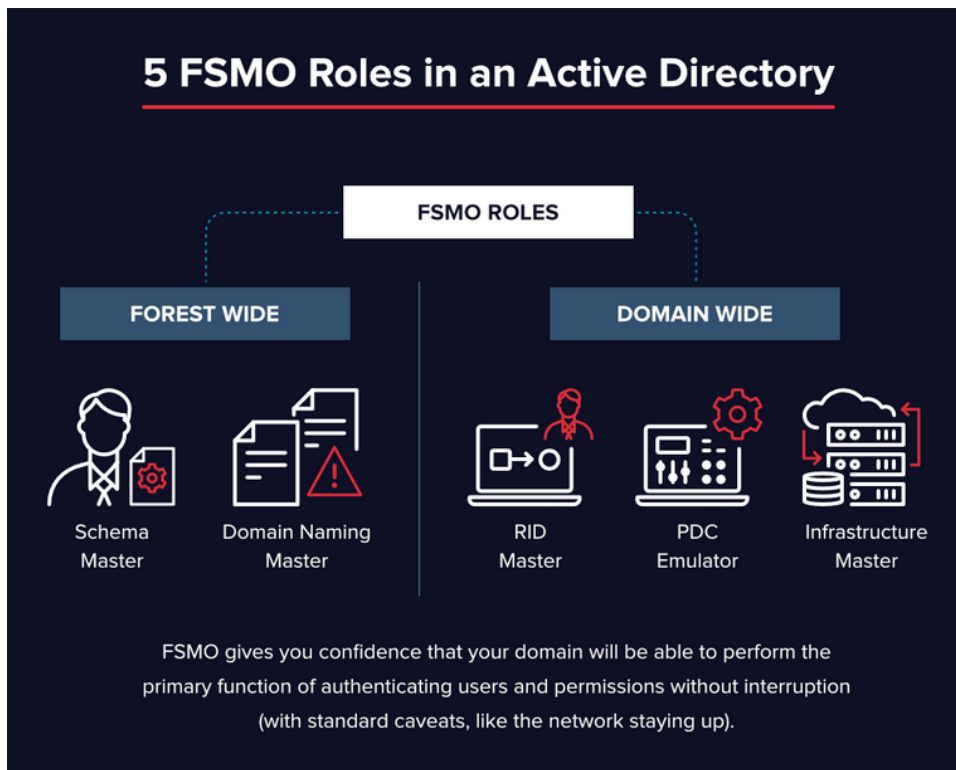 5 FSMO Roles in an Active Directory
FSMO ROLES
FOREST WIDE
DOMAIN WIDE
Schema
Master
Domain Naming
Master
RID
Master
PDC
Emulator
Infrastructure
Master
FSMO gives you confidence that your domain will be able to perform the
primary function of authenticating users and permissions without interruption
(with standard caveats, like the network staying up).